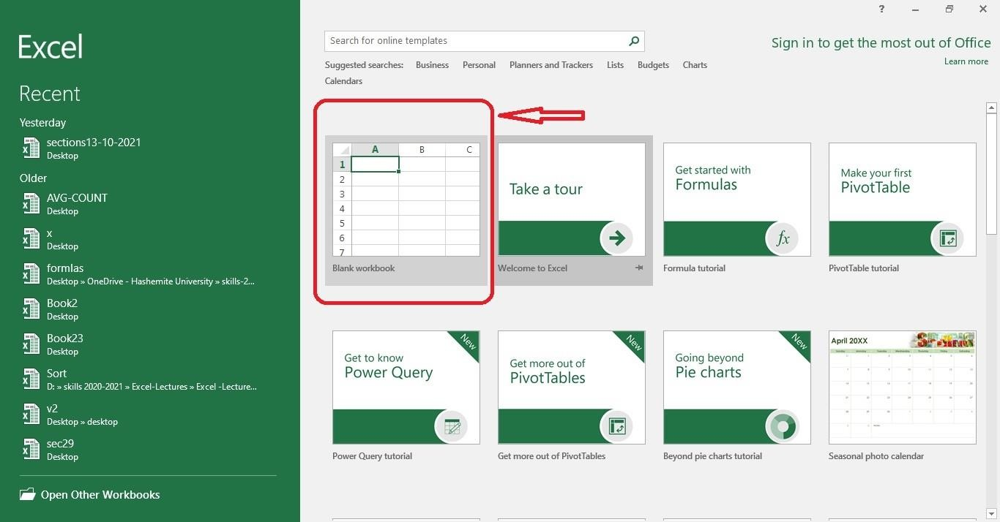 ?
Excel
Recent
Yesterday
sections13-10-2021
Desktop
Older
AVG-COUNT
Desktop
x
Desktop
formlas
Desktop » OneDrive - Hashemite University » skills-2...
Book2
Desktop
Book23
Desktop
Sort
D: » skills 2020-2021 » Excel-Lectures » Excel -Lecture...
v2
Desktop » desktop
sec29
Desktop
Open Other Workbooks
Search for online templates
Sign in to get the most out of Office
Learn more
Suggested searches: Business Personal Planners and Trackers Lists Budgets Charts
Calendars
A B C
1
2
3
4
5
6
7
Blank workbook
Take a tour
Welcome to Excel
Get started with
Formulas
fx
Formula tutorial
Make your first
PivotTable
PivotTable tutorial
New
Get to know
Power Query
Power Query tutorial
New
Get more out of
PivotTables
Get more out of PivotTables
New
Going beyond
Pie charts
Beyond pie charts tutorial
April 20XX
Seasonal photo calendar